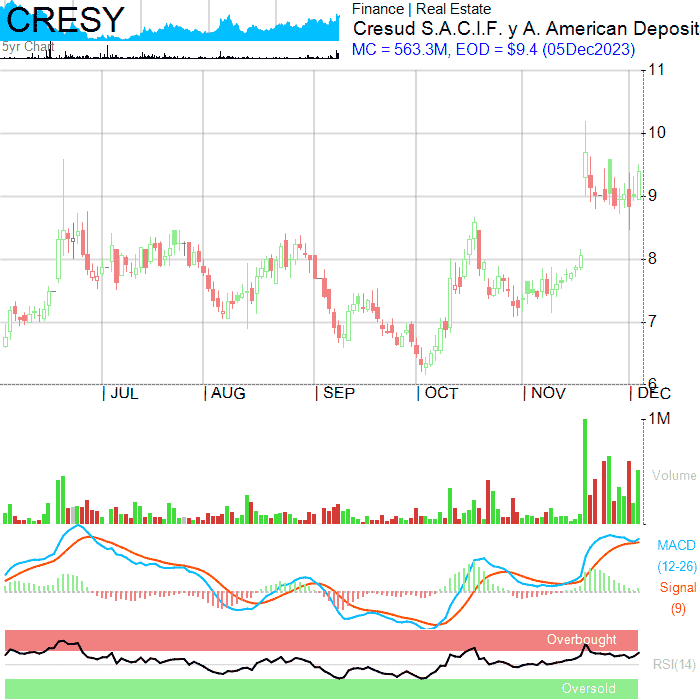 CRESY
5yr Chart
Finance | Real Estate
Cresud S.A.C.I.F. y A. American Deposit
MC = 563.3M, EOD = $9.4 (05Dec2023)
11
10
9
8
7
6
JUL
AUG
SEP
OCT
NOV
DEC
1M
Volume
MACD
(12-26)
Signal
(9)
Overbought
RSI(14)
Oversold